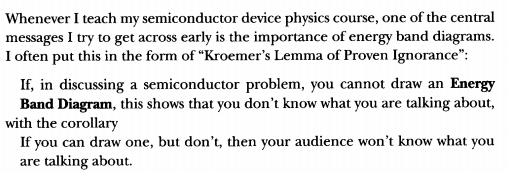 Whenever I teach my semiconductor device physics course, one of the central
messages I try to get across early is the importance of energy band diagrams.
I often put this in the form of “Kroemer’s Lemma of Proven Ignorance”:
If, in discussing a semiconductor problem, you cannot draw an Energy
Band Diagram, this shows that you don’t know what you are talking about,
with the corollary
If you can draw one, but don’t, then your audience won’t know what you
are talking about.